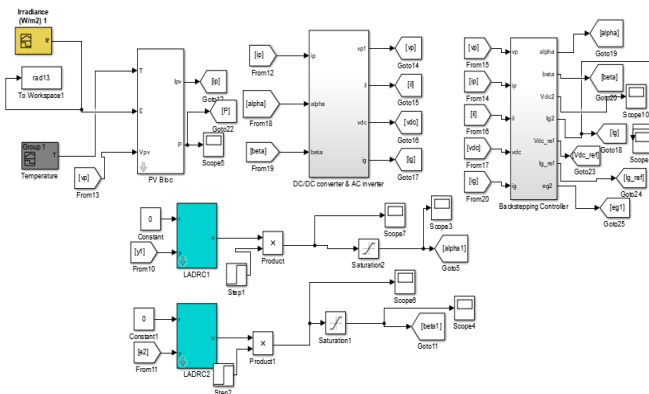 Irradiance
(W/m2) 1
rad13
To Workspace1
Group 1
T
Temperature
[vp]
From13
T
E
Vpv
Ipv
P
PV Bloc
[ip]
[P]
Goto22
Scope5
[ip]
From12
[alpha]
From18
[beta]
From19
ip
alpha
beta
vp1
il
vdc
ig
DC/DC converter & AC inverter
[vp]
Goto14
[il]
Goto15
[vdc]
Goto16
[Ig]
Goto17
[vp]
From15
[ip]
From14
[il]
From16
[vdc]
From17
[Ig]
From20
vp
ip
il
vdc
ig
alpha
beta
Vdc2
Ig2
Vdc_ref
Ig_ref
eg2
Backstepping Controller
[alpha]
Goto19
[beta]
Goto20
Scope10
[Ig]
Goto18
Scope
[Vdc_ref]
Goto23
[Ig_ref]
Goto24
[eg1]
Goto25
0
Constant
[y1]
From10
r
y
u
LADRC1
Step1
×
Product
Scope7
Saturation2
Scope3
[alpha1]
Goto5
0
Constant1
[e2]
From11
r
y
u
LADRC2
Step2
×
Product1
Scope6
Saturation1
Scope4
[beta1]
Goto11